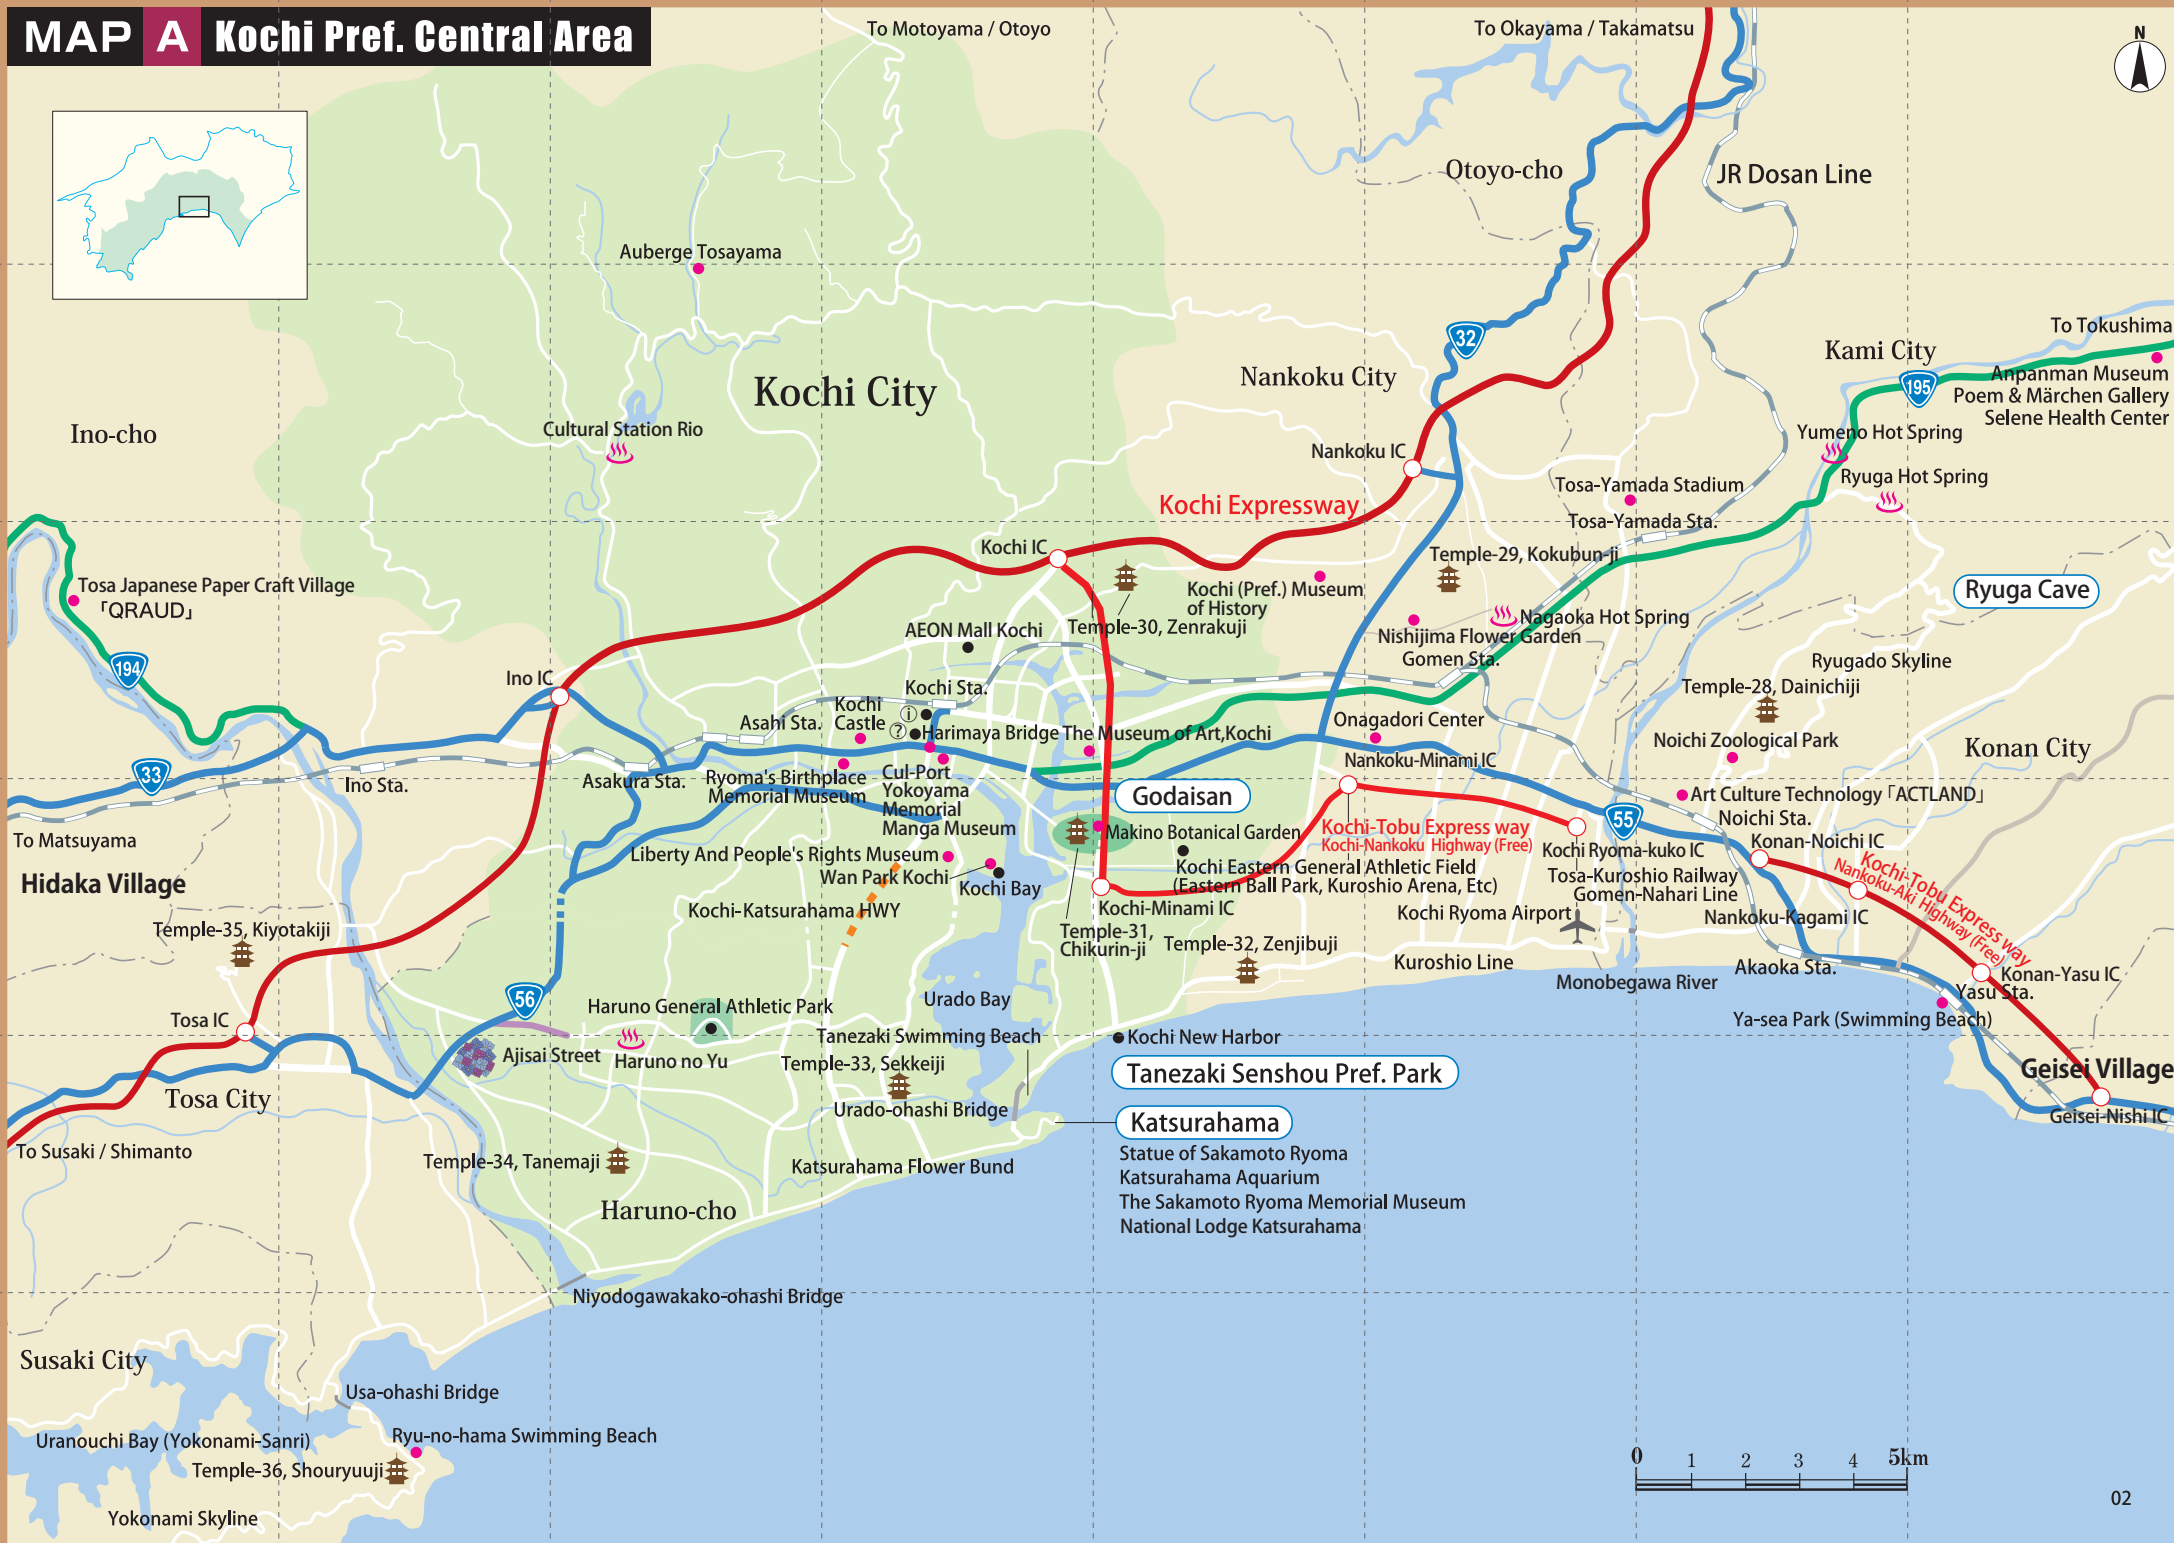 MAP A Kochi Pref. Central Area
To Motoyama / Otoyo
To Okayama / Takamatsu
N
Otoyo-cho
JR Dosan Line
Auberge Tosayama
32
To Tokushima
Kami City
Nankoku City
195
Anpanman Museum
Poem & Märchen Gallery
Selene Health Center
Kochi City
Ino-cho
Cultural Station Rio
Yumeno Hot Spring
Nankoku IC
Ryuga Hot Spring
Tosa-Yamada Stadium
Kochi Expressway
Tosa-Yamada Sta.
Kochi IC
Temple-29, Kokubun-ji
Tosa Japanese Paper Craft Village
「QRAUD」
Kochi (Pref.) Museum
of History
Ryuga Cave
Nagaoka Hot Spring
AEON Mall Kochi
Temple-30, Zenrakuji
Nishijima Flower Garden
Gomen Sta.
Ryugado Skyline
194
Ino IC
Kochi Sta.
Temple-28, Dainichiji
Kochi
Castle
i
?
Asahi Sta.
Harimaya Bridge
The Museum of Art,Kochi
Onagadori Center
Noichi Zoological Park
Konan City
33
Ino Sta.
Asakura Sta.
Ryoma's Birthplace
Memorial Museum
Cul-Port
Yokoyama
Memorial
Manga Museum
Nankoku-Minami IC
Godaisan
Art Culture Technology「ACTLAND」
Noichi Sta.
55
To Matsuyama
Makino Botanical Garden
Kochi-Tobu Express way
Kochi-Nankoku Highway (Free)
Kochi Ryoma-kuko IC
Konan-Noichi IC
Liberty And People's Rights Museum
Wan Park Kochi
Kochi Bay
Kochi Eastern General Athletic Field
(Eastern Ball Park, Kuroshio Arena, Etc)
Tosa-Kuroshio Railway
Gomen-Nahari Line
Kochi-Tobu Express way
Nankoku-Aki Highway (Free)
Hidaka Village
Kochi-Katsurahama HWY
Kochi-Minami IC
Kochi Ryoma Airport
Nankoku-Kagami IC
Temple-35, Kiyotakiji
Temple-31,
Chikurin-ji
Temple-32, Zenjibuji
Kuroshio Line
Akaoka Sta.
Konan-Yasu IC
Monobegawa River
Yasu Sta.
56
Urado Bay
Haruno General Athletic Park
Ya-sea Park (Swimming Beach)
Tosa IC
Tanezaki Swimming Beach
Kochi New Harbor
Ajisai Street
Haruno no Yu
Temple-33, Sekkeiji
Tanezaki Senshou Pref. Park
Geisei Village
Tosa City
Urado-ohashi Bridge
Geisei-Nishi IC
Katsurahama
To Susaki / Shimanto
Temple-34, Tanemaji
Katsurahama Flower Bund
Statue of Sakamoto Ryoma
Katsurahama Aquarium
The Sakamoto Ryoma Memorial Museum
National Lodge Katsurahama
Haruno-cho
Niyodogawakako-ohashi Bridge
Susaki City
Usa-ohashi Bridge
Uranouchi Bay (Yokonami-Sanri)
Ryu-no-hama Swimming Beach
Temple-36, Shouryuuji
Yokonami Skyline
0 1 2 3 4 5km
02